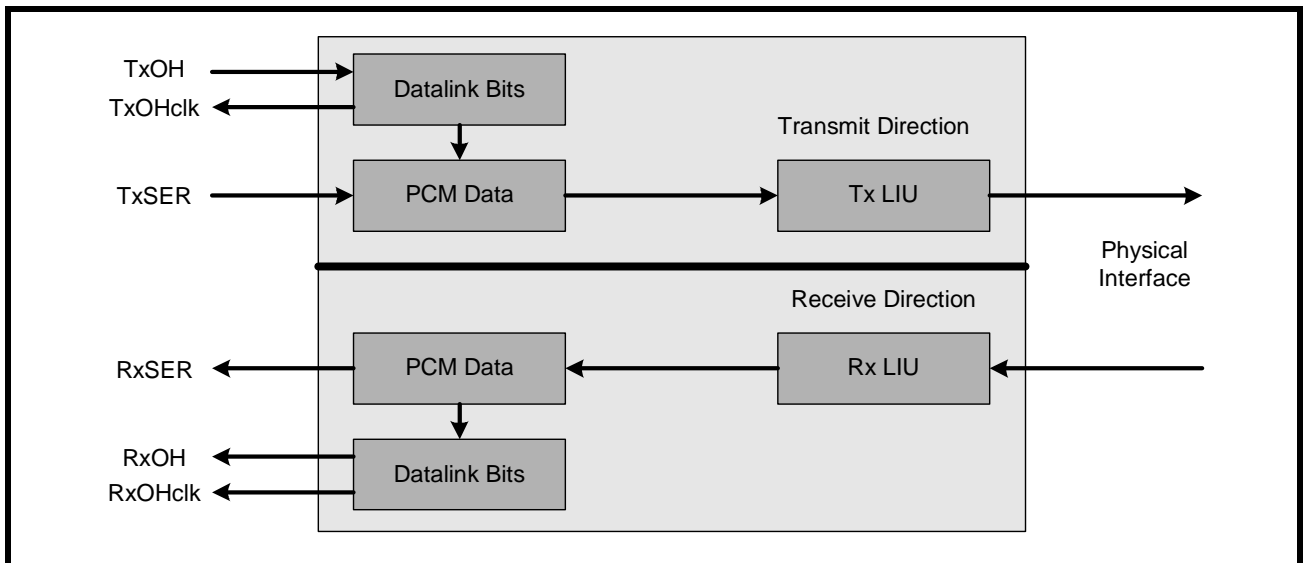 TxOH
Datalink Bits
TxOHclk
Transmit Direction
TxSER
PCM Data
Tx LIU
Physical
Interface
Receive Direction
RxSER
PCM Data
Rx LIU
RxOH
Datalink Bits
RxOHclk